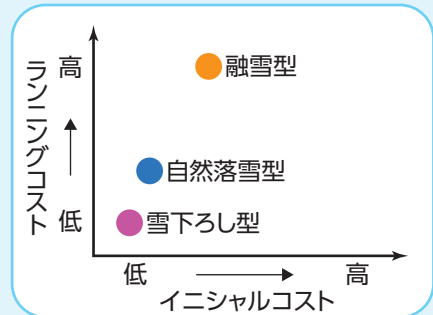 ランニングコスト
高
低
融雪型
自然落雪型
雪下ろし型
低
高
イニシャルコスト